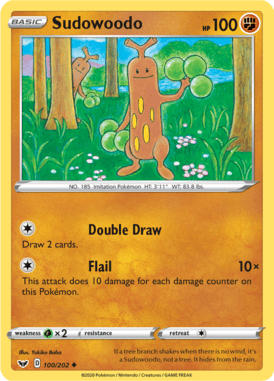 BASIC Sudowoodo HP 100
NO. 185 Imitation Pokémon HT: 3'11" WT: 83.8 lbs.
Double Draw
Draw 2 cards.
Flail 10×
This attack does 10 damage for each damage counter on
this Pokémon.
weakness ×2 resistance retreat
Illus. Yukiko Baba
D 100/202
If a tree branch shakes when there is no wind, it's
a Sudowoodo, not a tree. It hides from the rain.
©2020 Pokémon / Nintendo / Creatures / GAME FREAK